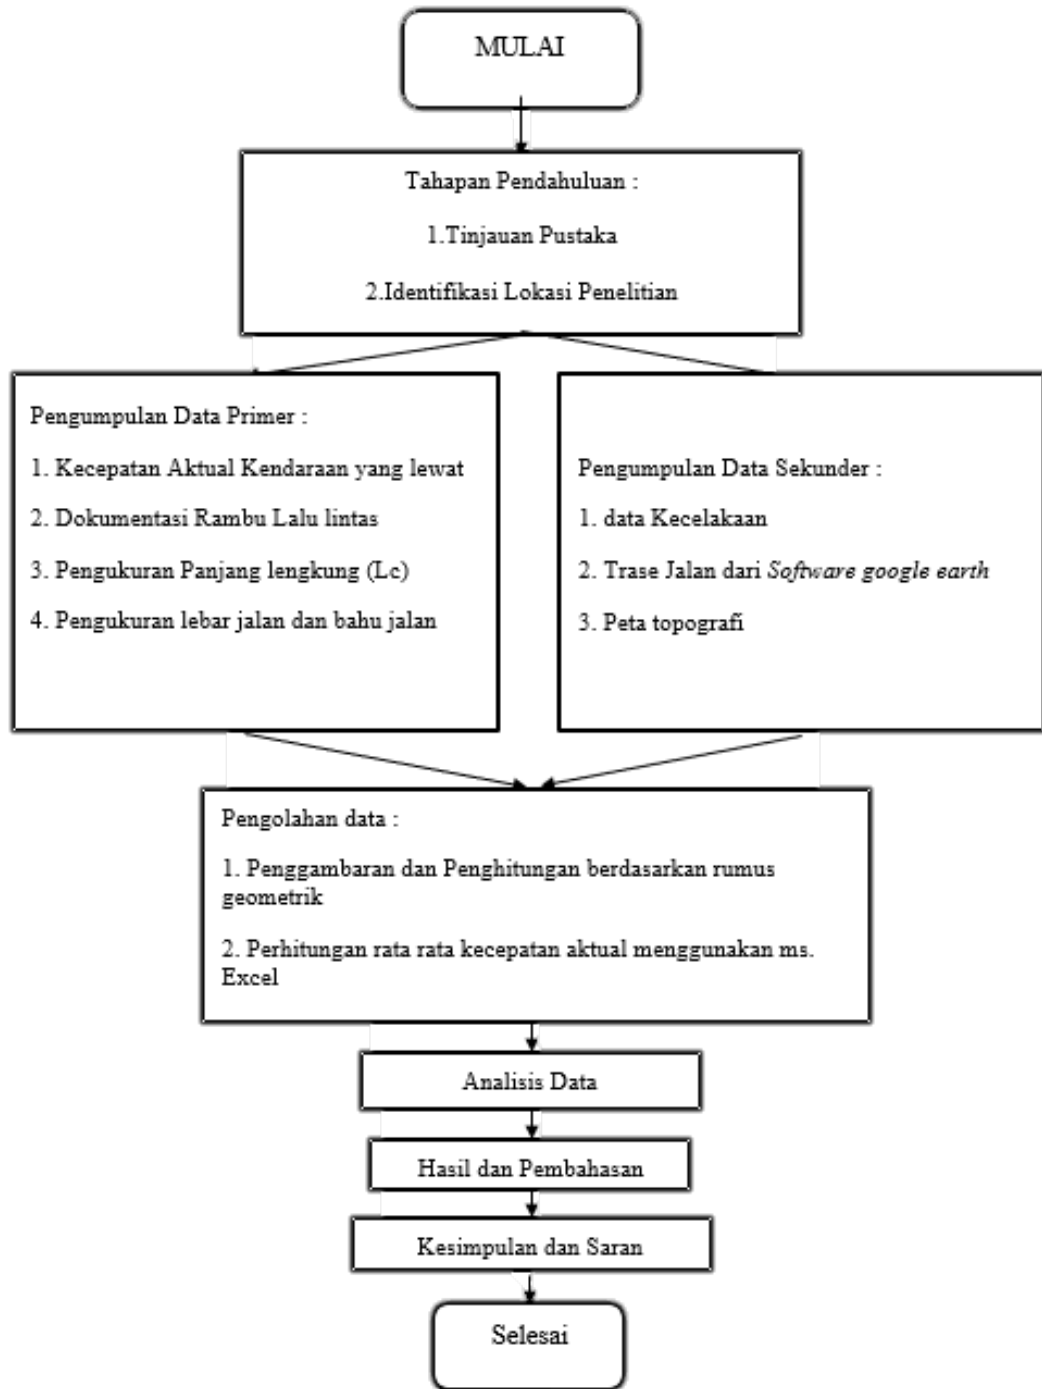 MULAI
Tahapan Pendahuluan :
1.Tinjauan Pustaka
2.Identifikasi Lokasi Penelitian
Pengumpulan Data Primer :
1. Kecepatan Aktual Kendaraan yang lewat
2. Dokumentasi Rambu Lalu lintas
3. Pengukuran Panjang lengkung (Lc)
4. Pengukuran lebar jalan dan bahu jalan
Pengumpulan Data Sekunder :
1. data Kecelakaan
2. Trase Jalan dari Software google earth
3. Peta topografi
Pengolahan data :
1. Penggambaran dan Penghitungan berdasarkan rumus
geometrik
2. Perhitungan rata rata kecepatan aktual menggunakan ms.
Excel
Analisis Data
Hasil dan Pembahasan
Kesimpulan dan Saran
Selesai